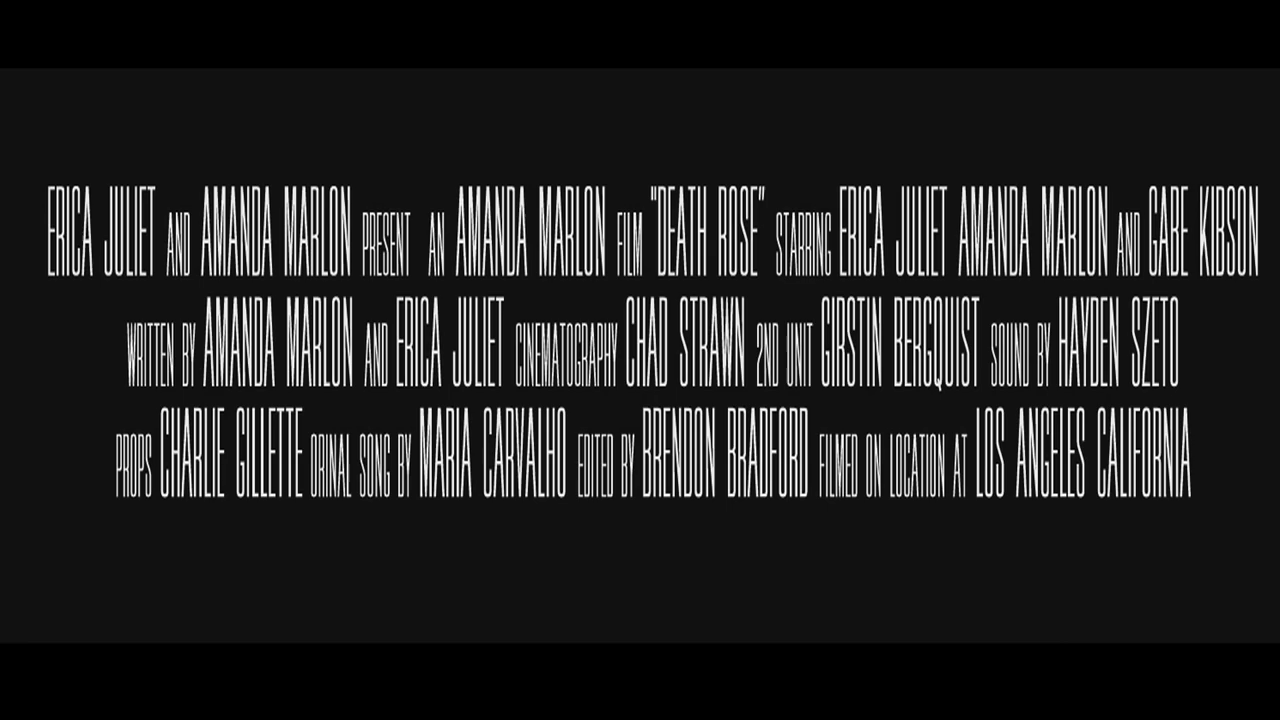 ERICA JULIET AND AMANDA MARLON PRESENT AN AMANDA MARLON FILM "DEATH ROSE" STARRING ERICA JULIET AMANDA MARLON AND GABE KIBSON
WRITTEN BY AMANDA MARLON AND ERICA JULIET CINEMATOGRAPHY CHAD STRAWN 2ND UNIT GIRSTIN BERGQUIST SOUND BY HAYDEN SZETO
PROPS CHARLIE GILLETTE ORINAL SONG BY MARIA CARVALHO EDITED BY BRENDON BRADFORD FILMED ON LOCATION AT LOS ANGELES CALIFORNIA